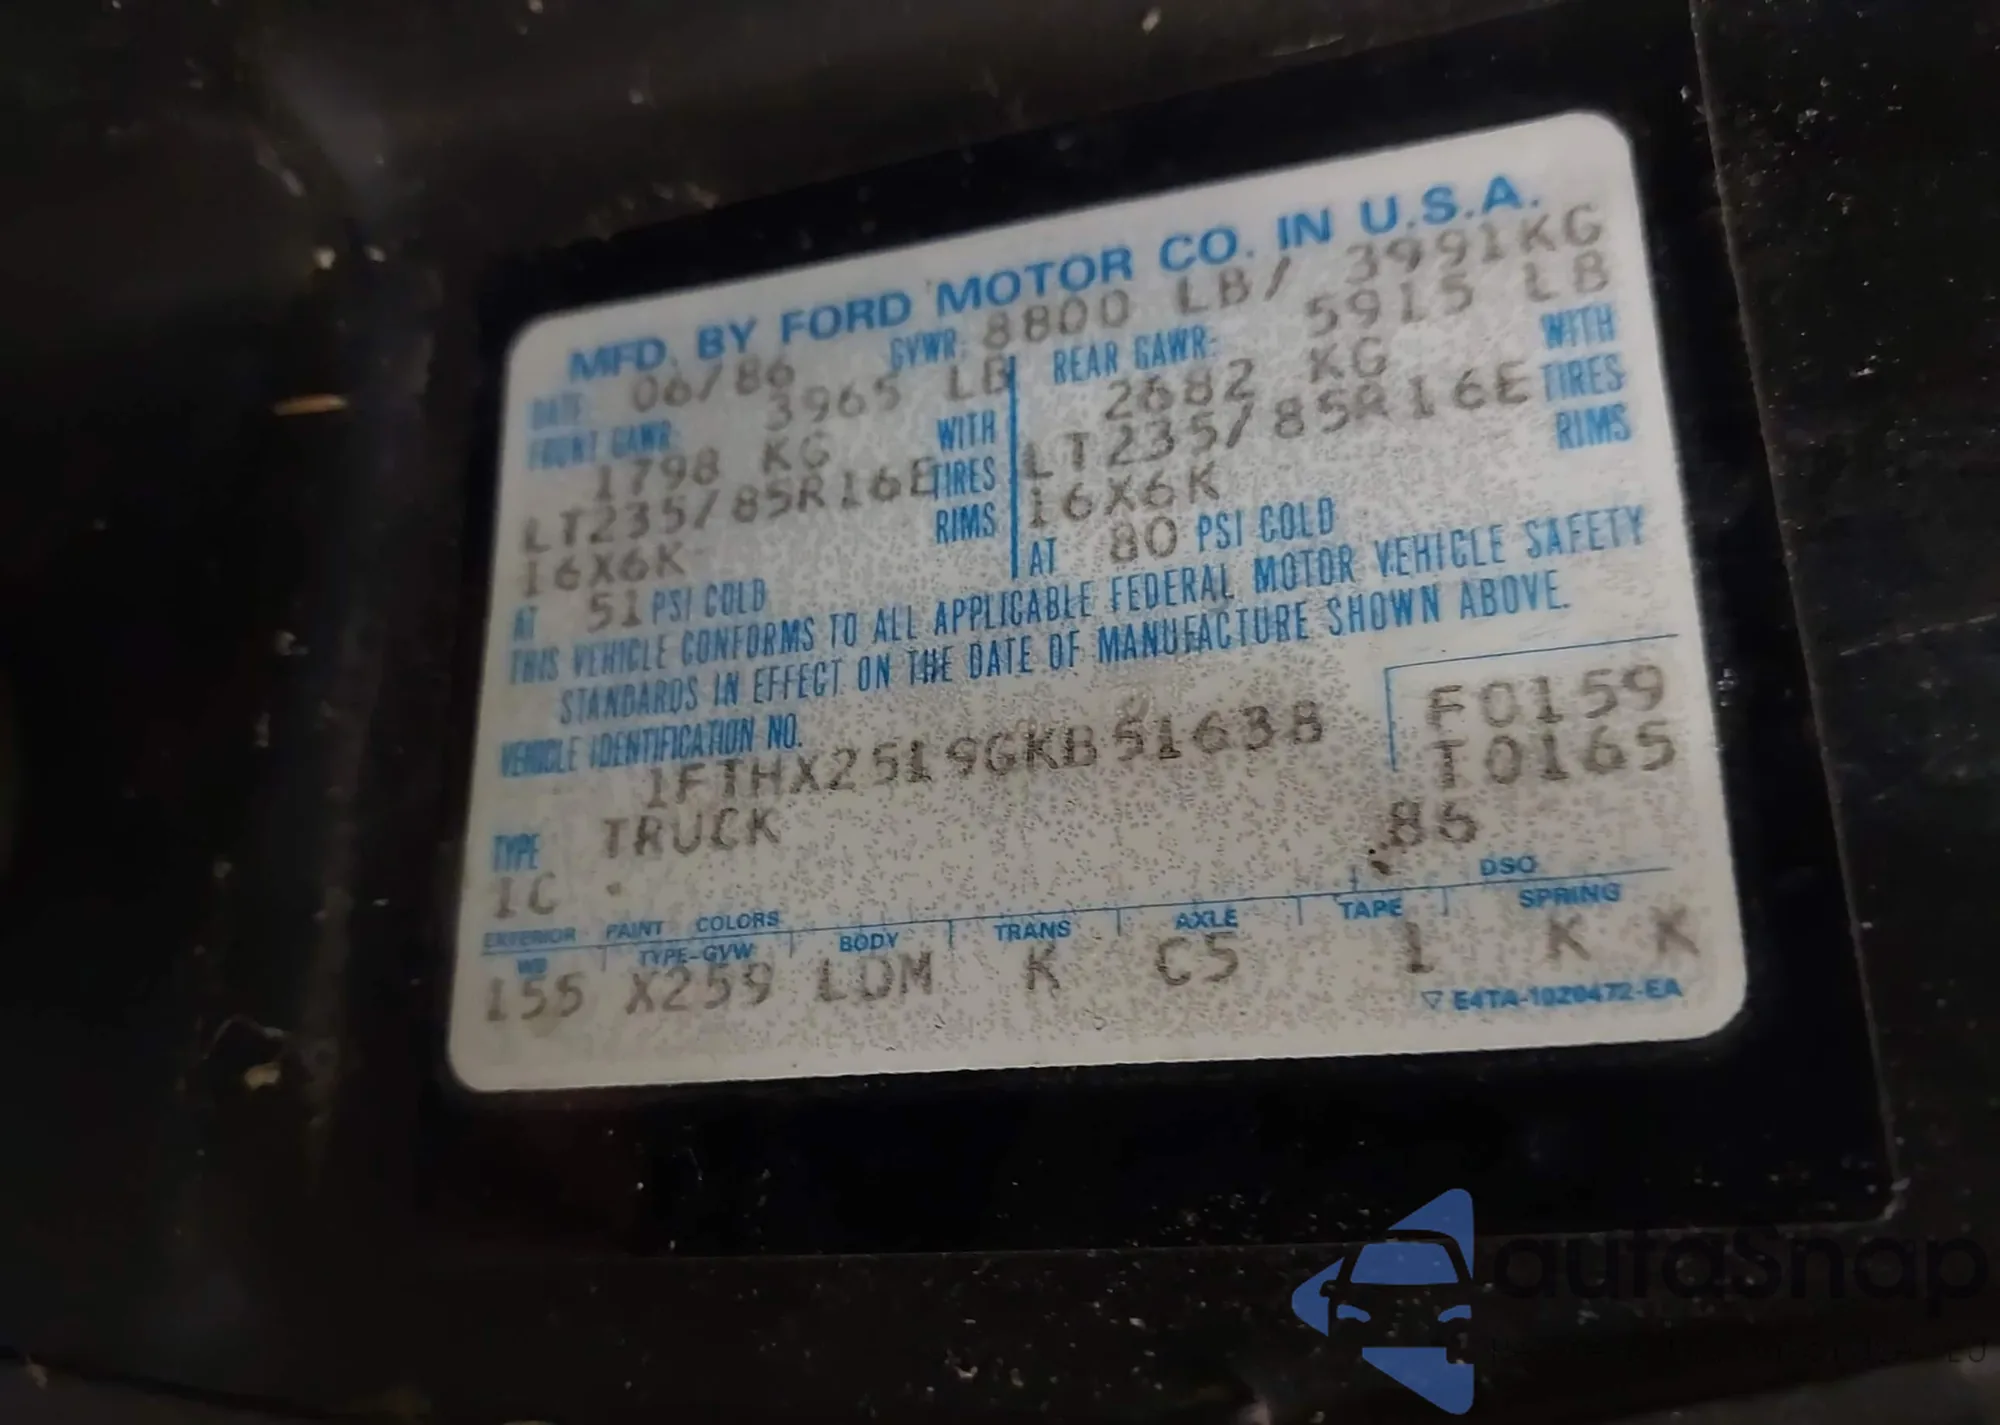 MFD. BY FORD MOTOR CO. IN U.S.A.
DATE: 06/86 GVWR: 8800 LB/ 3991KG
FRONT GAWR: 3965 LB REAR GAWR: 5915 LB
1798 KG WITH 2682 KG WITH
LT235/85R16E TIRES LT235/85R16E TIRES
16X6K RIMS 16X6K RIMS
AT 51 PSI COLD AT 80 PSI COLD
THIS VEHICLE CONFORMS TO ALL APPLICABLE FEDERAL MOTOR VEHICLE SAFETY
STANDARDS IN EFFECT ON THE DATE OF MANUFACTURE SHOWN ABOVE.
VEHICLE IDENTIFICATION NO.
1FTHX2519GKB51638 F0159
T0165
TYPE TRUCK 86
1C
EXTERIOR PAINT COLORS DSO
WB TYPE-GVW BODY TRANS AXLE TAPE SPRING
155 X259 LDM K C5 1 K K
E4TA-1020472-EA
autaSnap